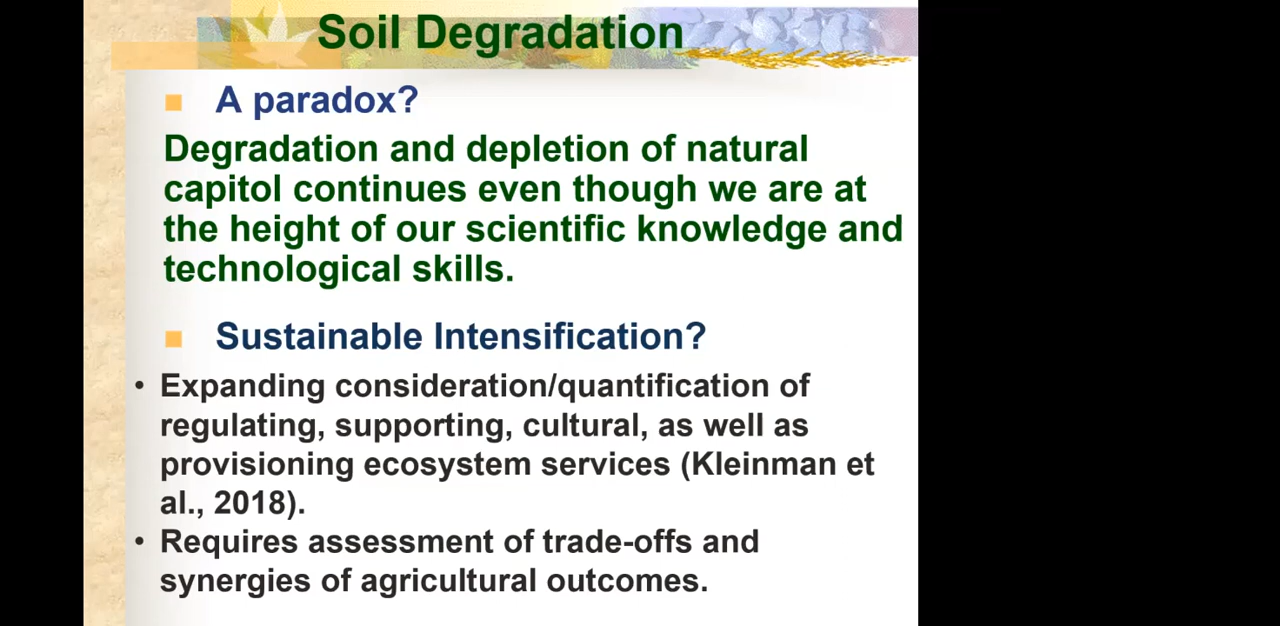 Soil Degradation
■ A paradox?
Degradation and depletion of natural
capitol continues even though we are at
the height of our scientific knowledge and
technological skills.
■ Sustainable Intensification?
• Expanding consideration/quantification of
regulating, supporting, cultural, as well as
provisioning ecosystem services (Kleinman et
al., 2018).
• Requires assessment of trade-offs and
synergies of agricultural outcomes.